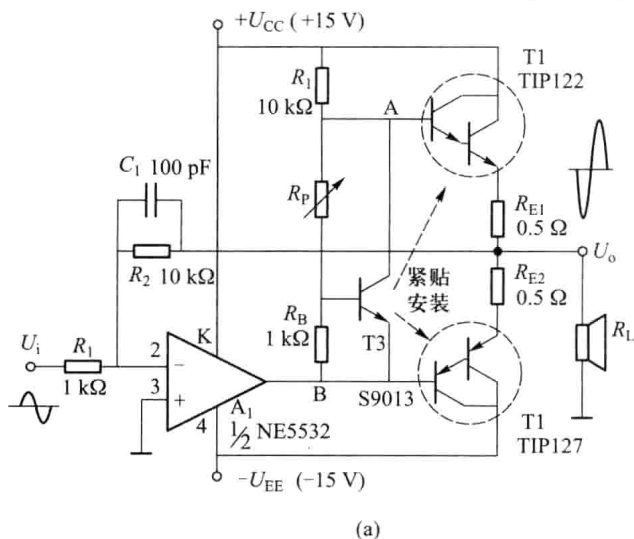 +U_CC (+15 V)
T1
TIP122
R_1
10 kΩ
A
C_1 100 pF
R_P
R_E1
0.5 Ω
R_2 10 kΩ
U_o
紧贴
安装
R_E2
0.5 Ω
R_B
1 kΩ
T3
R_L
U_i
R_1
1 kΩ
K
2
−
3
+
4
A_1
1/2 NE5532
B
S9013
T1
TIP127
−U_EE (−15 V)
(a)